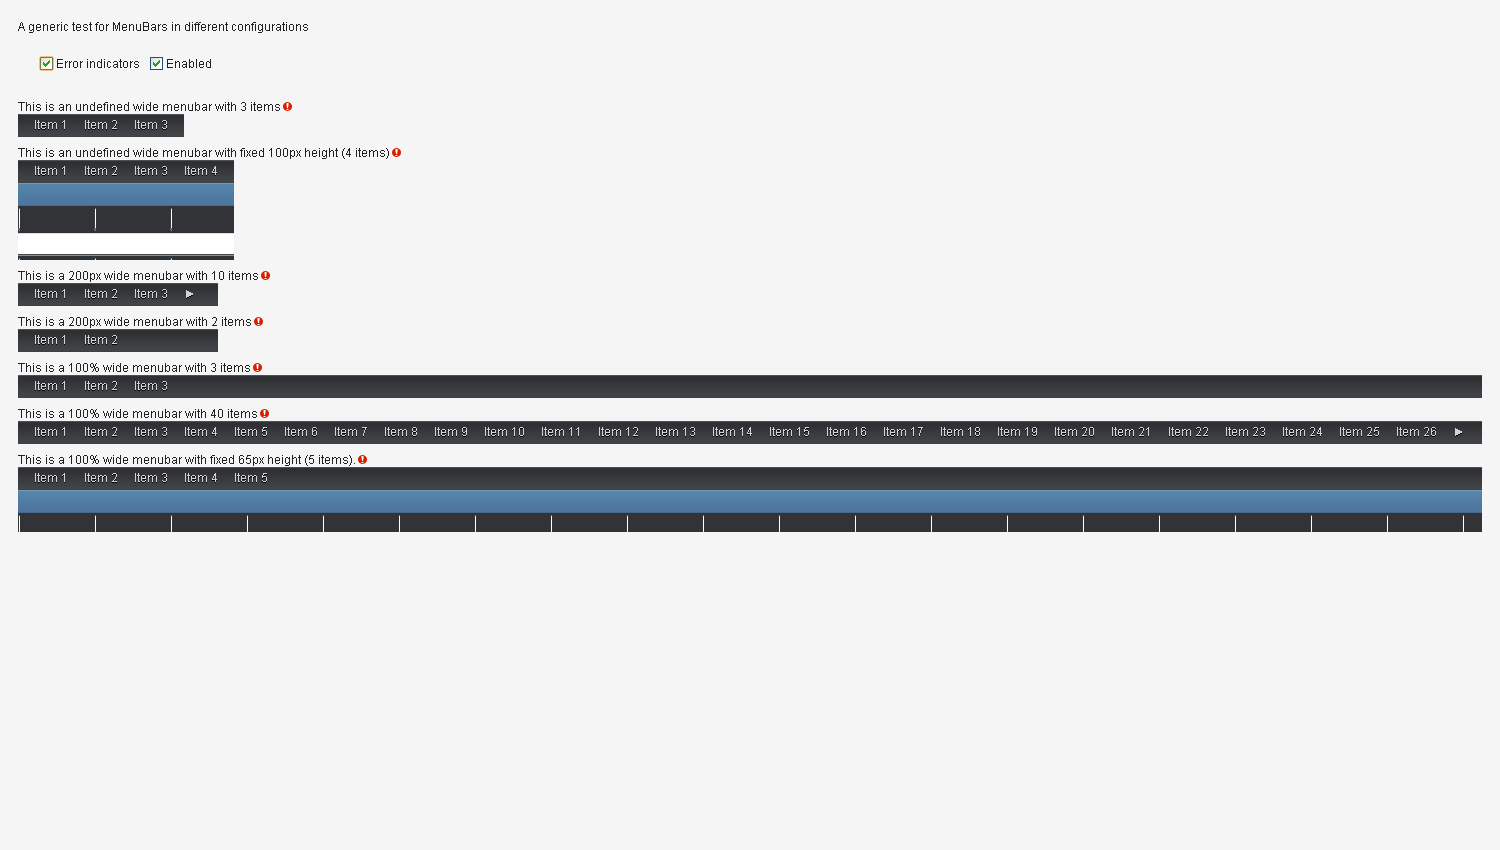 A generic test for MenuBars in different configurations
Error indicators Enabled
This is an undefined wide menubar with 3 items
Item 1 Item 2 Item 3
This is an undefined wide menubar with fixed 100px height (4 items)
Item 1 Item 2 Item 3 Item 4
This is a 200px wide menubar with 10 items
Item 1 Item 2 Item 3
This is a 200px wide menubar with 2 items
Item 1 Item 2
This is a 100% wide menubar with 3 items
Item 1 Item 2 Item 3
This is a 100% wide menubar with 40 items
Item 1 Item 2 Item 3 Item 4 Item 5 Item 6 Item 7 Item 8 Item 9 Item 10 Item 11 Item 12 Item 13 Item 14 Item 15 Item 16 Item 17 Item 18 Item 19 Item 20 Item 21 Item 22 Item 23 Item 24 Item 25 Item 26
This is a 100% wide menubar with fixed 65px height (5 items).
Item 1 Item 2 Item 3 Item 4 Item 5